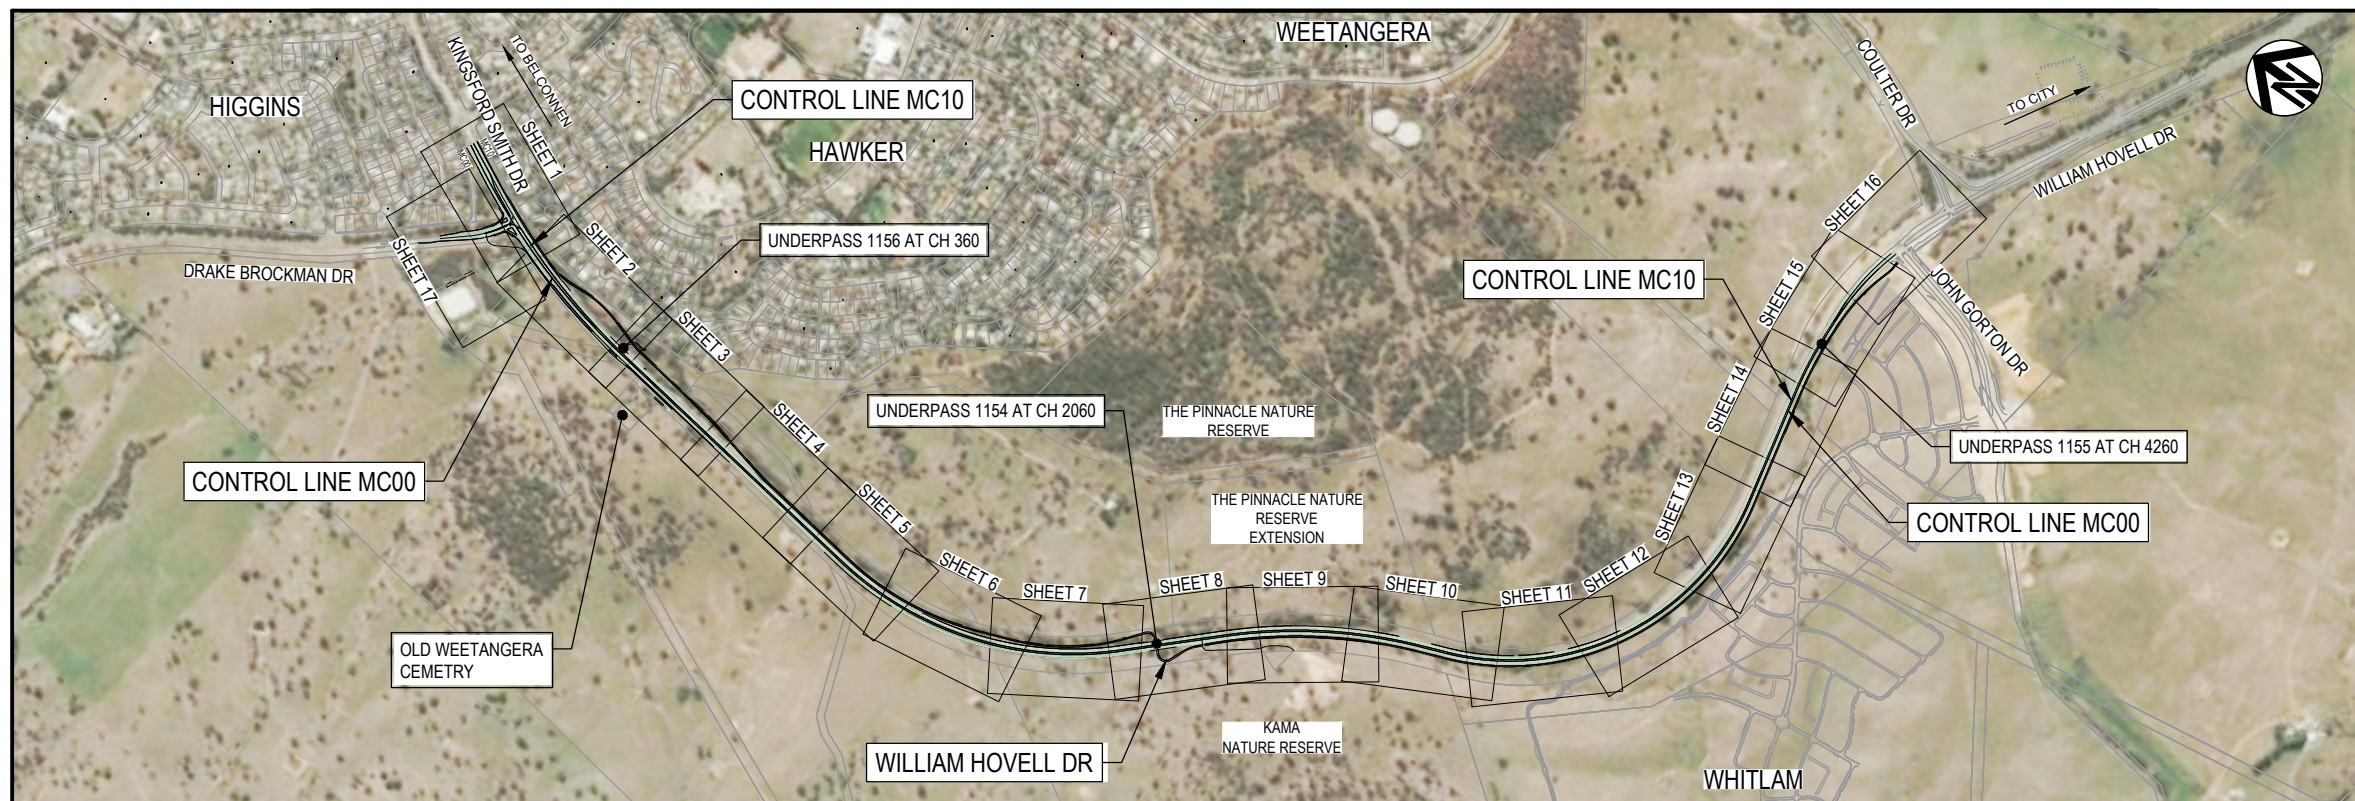 WEETANGERA
HIGGINS
KINGSFORD SMITH DR
TO BELCONNEN
CONTROL LINE MC10
HAWKER
COULTER DR
TO CITY
WILLIAM HOVELL DR
N
MC00
MC10
SHEET 1
SHEET 16
SHEET 2
UNDERPASS 1156 AT CH 360
SHEET 17
DRAKE BROCKMAN DR
CONTROL LINE MC10
SHEET 15
JOHN GORTON DR
SHEET 3
SHEET 14
UNDERPASS 1154 AT CH 2060
THE PINNACLE NATURE
RESERVE
SHEET 4
UNDERPASS 1155 AT CH 4260
CONTROL LINE MC00
THE PINNACLE NATURE
RESERVE
EXTENSION
SHEET 5
SHEET 13
CONTROL LINE MC00
SHEET 6
SHEET 7
SHEET 8
SHEET 9
SHEET 10
SHEET 11
SHEET 12
OLD WEETANGERA
CEMETRY
KAMA
NATURE RESERVE
WILLIAM HOVELL DR
WHITLAM